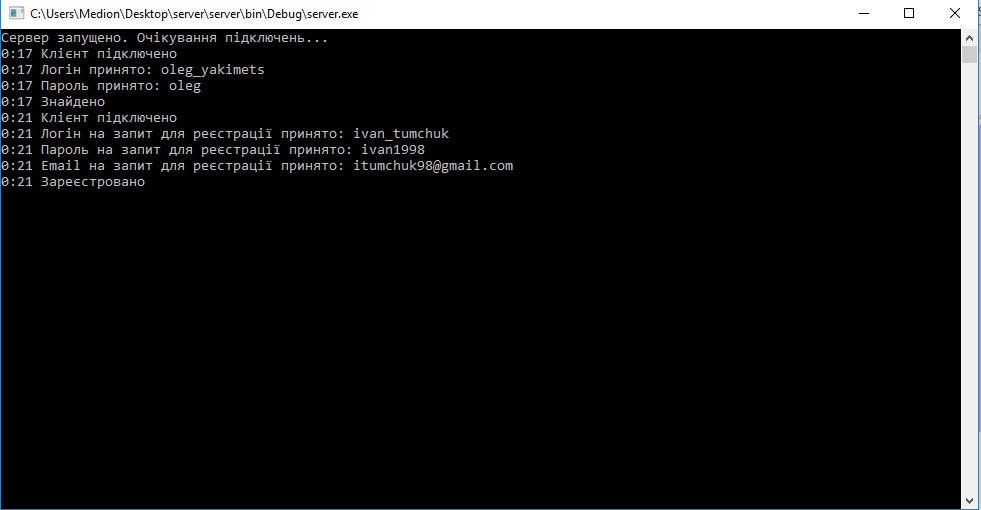 C:\Users\Medion\Desktop\server\server\bin\Debug\server.exe
Сервер запущено. Очікування підключень...
0:17 Клієнт підключено
0:17 Логін принято: oleg_yakimets
0:17 Пароль принято: oleg
0:17 Знайдено
0:21 Клієнт підключено
0:21 Логін на запит для реєстрації принято: ivan_tumchuk
0:21 Пароль на запит для реєстрації принято: ivan1998
0:21 Email на запит для реєстрації принято: itumchuk98@gmail.com
0:21 Зареєстровано